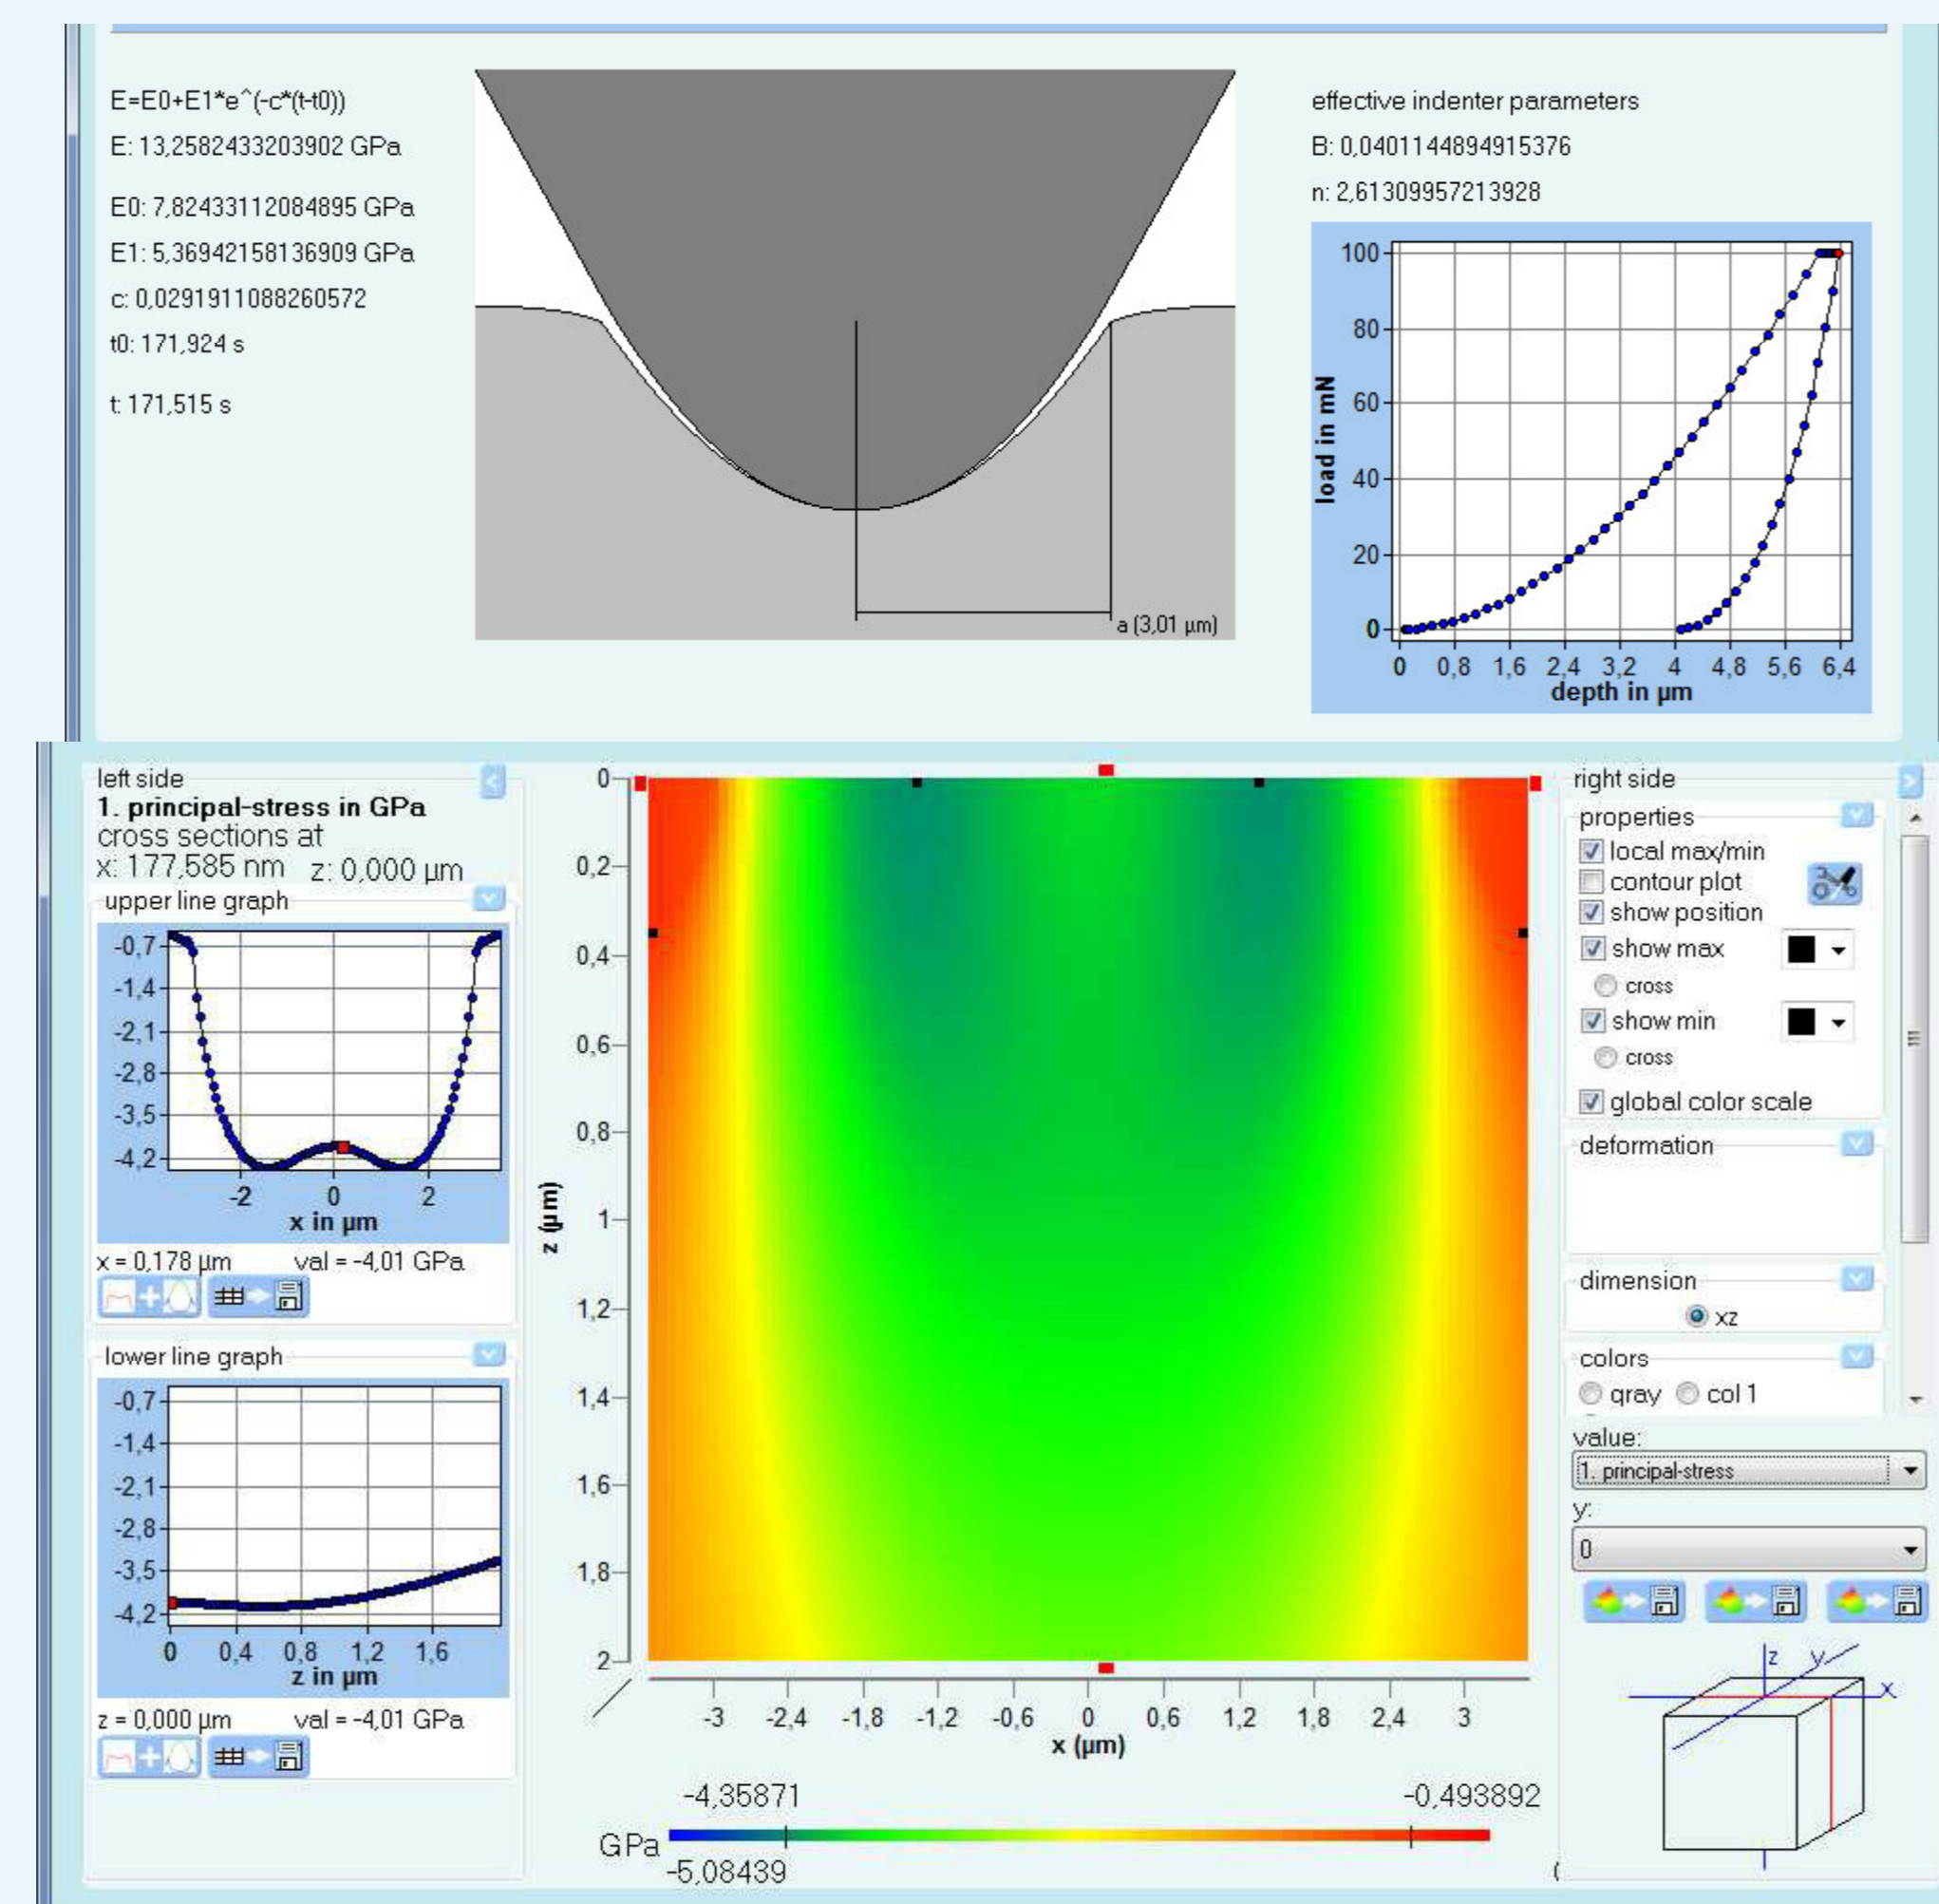 E=E0+E1*e^(-c*(t-t0))
E: 13,2582433203902 GPa
E0: 7,82433112084895 GPa
E1: 5,36942158136909 GPa
c: 0,0291911088260572
t0: 171,924 s
t: 171,515 s
a (3,01 µm)
effective indenter parameters
B: 0,0401144894915376
n: 2,61309957213928
load in mN
100
80
60
40
20
0
0 0,8 1,6 2,4 3,2 4 4,8 5,6 6,4
depth in µm
left side
1. principal-stress in GPa
cross sections at
x: 177,585 nm z: 0,000 µm
upper line graph
-0,7
-1,4
-2,1
-2,8
-3,5
-4,2
-2 0 2
x in µm
x = 0,178 µm val = -4,01 GPa
lower line graph
-0,7
-1,4
-2,1
-2,8
-3,5
-4,2
0 0,4 0,8 1,2 1,6
z in µm
z = 0,000 µm val = -4,01 GPa
z (µm)
0
0,2
0,4
0,6
0,8
1
1,2
1,4
1,6
1,8
2
-3 -2,4 -1,8 -1,2 -0,6 0 0,6 1,2 1,8 2,4 3
x (µm)
-4,35871 -0,493892
GPa
-5,08439
right side
properties
local max/min
contour plot
show position
show max
cross
show min
cross
global color scale
deformation
dimension
xz
colors
gray col 1
value:
1. principal-stress
y:
0
z y
x